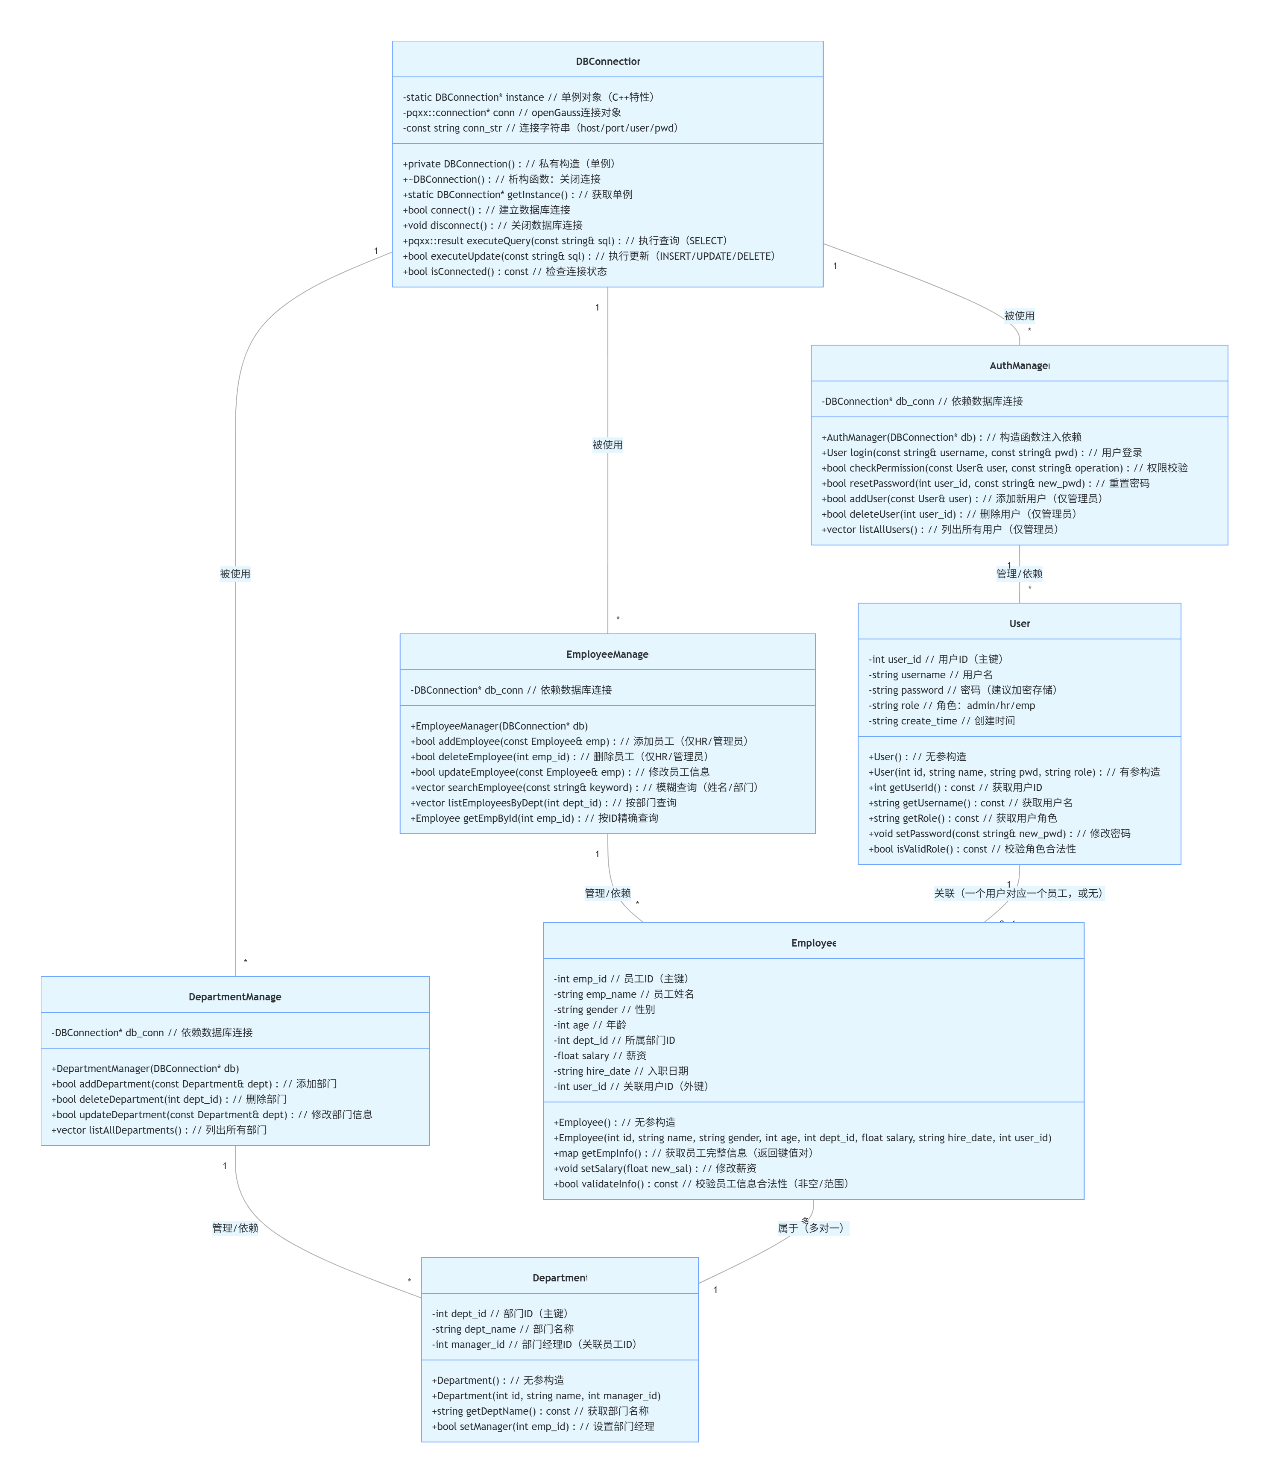 DBConnection
-static DBConnection* instance // 单例对象（C++特性）
-pqxx::connection* conn // openGauss连接对象
-const string conn_str // 连接字符串（host/port/user/pwd）
+private DBConnection() : // 私有构造（单例）
+~DBConnection() : // 析构函数：关闭连接
+static DBConnection* getInstance() : // 获取单例
+bool connect() : // 建立数据库连接
+void disconnect() : // 关闭数据库连接
+pqxx::result executeQuery(const string& sql) : // 执行查询（SELECT）
+bool executeUpdate(const string& sql) : // 执行更新（INSERT/UPDATE/DELETE）
+bool isConnected() : const // 检查连接状态
1
1
1
被使用
*
AuthManager
-DBConnection* db_conn // 依赖数据库连接
+AuthManager(DBConnection* db) : // 构造函数注入依赖
+User login(const string& username, const string& pwd) : // 用户登录
+bool checkPermission(const User& user, const string& operation) : // 权限校验
+bool resetPassword(int user_id, const string& new_pwd) : // 重置密码
+bool addUser(const User& user) : // 添加新用户（仅管理员）
+bool deleteUser(int user_id) : // 删除用户（仅管理员）
+vector listAllUsers() : // 列出所有用户（仅管理员）
被使用
被使用
1
管理/依赖
*
User
-int user_id // 用户ID（主键）
-string username // 用户名
-string password // 密码（建议加密存储）
-string role // 角色：admin/hr/emp
-string create_time // 创建时间
+User() : // 无参构造
+User(int id, string name, string pwd, string role) : // 有参构造
+int getUserId() : const // 获取用户ID
+string getUsername() : const // 获取用户名
+string getRole() : const // 获取用户角色
+void setPassword(const string& new_pwd) : // 修改密码
+bool isValidRole() : const // 校验角色合法性
*
EmployeeManage
-DBConnection* db_conn // 依赖数据库连接
+EmployeeManager(DBConnection* db)
+bool addEmployee(const Employee& emp) : // 添加员工（仅HR/管理员）
+bool deleteEmployee(int emp_id) : // 删除员工（仅HR/管理员）
+bool updateEmployee(const Employee& emp) : // 修改员工信息
+vector searchEmployee(const string& keyword) : // 模糊查询（姓名/部门）
+vector listEmployeesByDept(int dept_id) : // 按部门查询
+Employee getEmpById(int emp_id) : // 按ID精确查询
1
管理/依赖
*
1
关联（一个用户对应一个员工，或无）
Employee
-int emp_id // 员工ID（主键）
-string emp_name // 员工姓名
-string gender // 性别
-int age // 年龄
-int dept_id // 所属部门ID
-float salary // 薪资
-string hire_date // 入职日期
-int user_id // 关联用户ID（外键）
+Employee() : // 无参构造
+Employee(int id, string name, string gender, int age, int dept_id, float salary, string hire_date, int user_id)
+map getEmpInfo() : // 获取员工完整信息（返回键值对）
+void setSalary(float new_sal) : // 修改薪资
+bool validateInfo() : const // 校验员工信息合法性（非空/范围）
*
DepartmentManage
-DBConnection* db_conn // 依赖数据库连接
+DepartmentManager(DBConnection* db)
+bool addDepartment(const Department& dept) : // 添加部门
+bool deleteDepartment(int dept_id) : // 删除部门
+bool updateDepartment(const Department& dept) : // 修改部门信息
+vector listAllDepartments() : // 列出所有部门
1
管理/依赖
*
多
属于（多对一）
1
Department
-int dept_id // 部门ID（主键）
-string dept_name // 部门名称
-int manager_id // 部门经理ID（关联员工ID）
+Department() : // 无参构造
+Department(int id, string name, int manager_id)
+string getDeptName() : const // 获取部门名称
+bool setManager(int emp_id) : // 设置部门经理